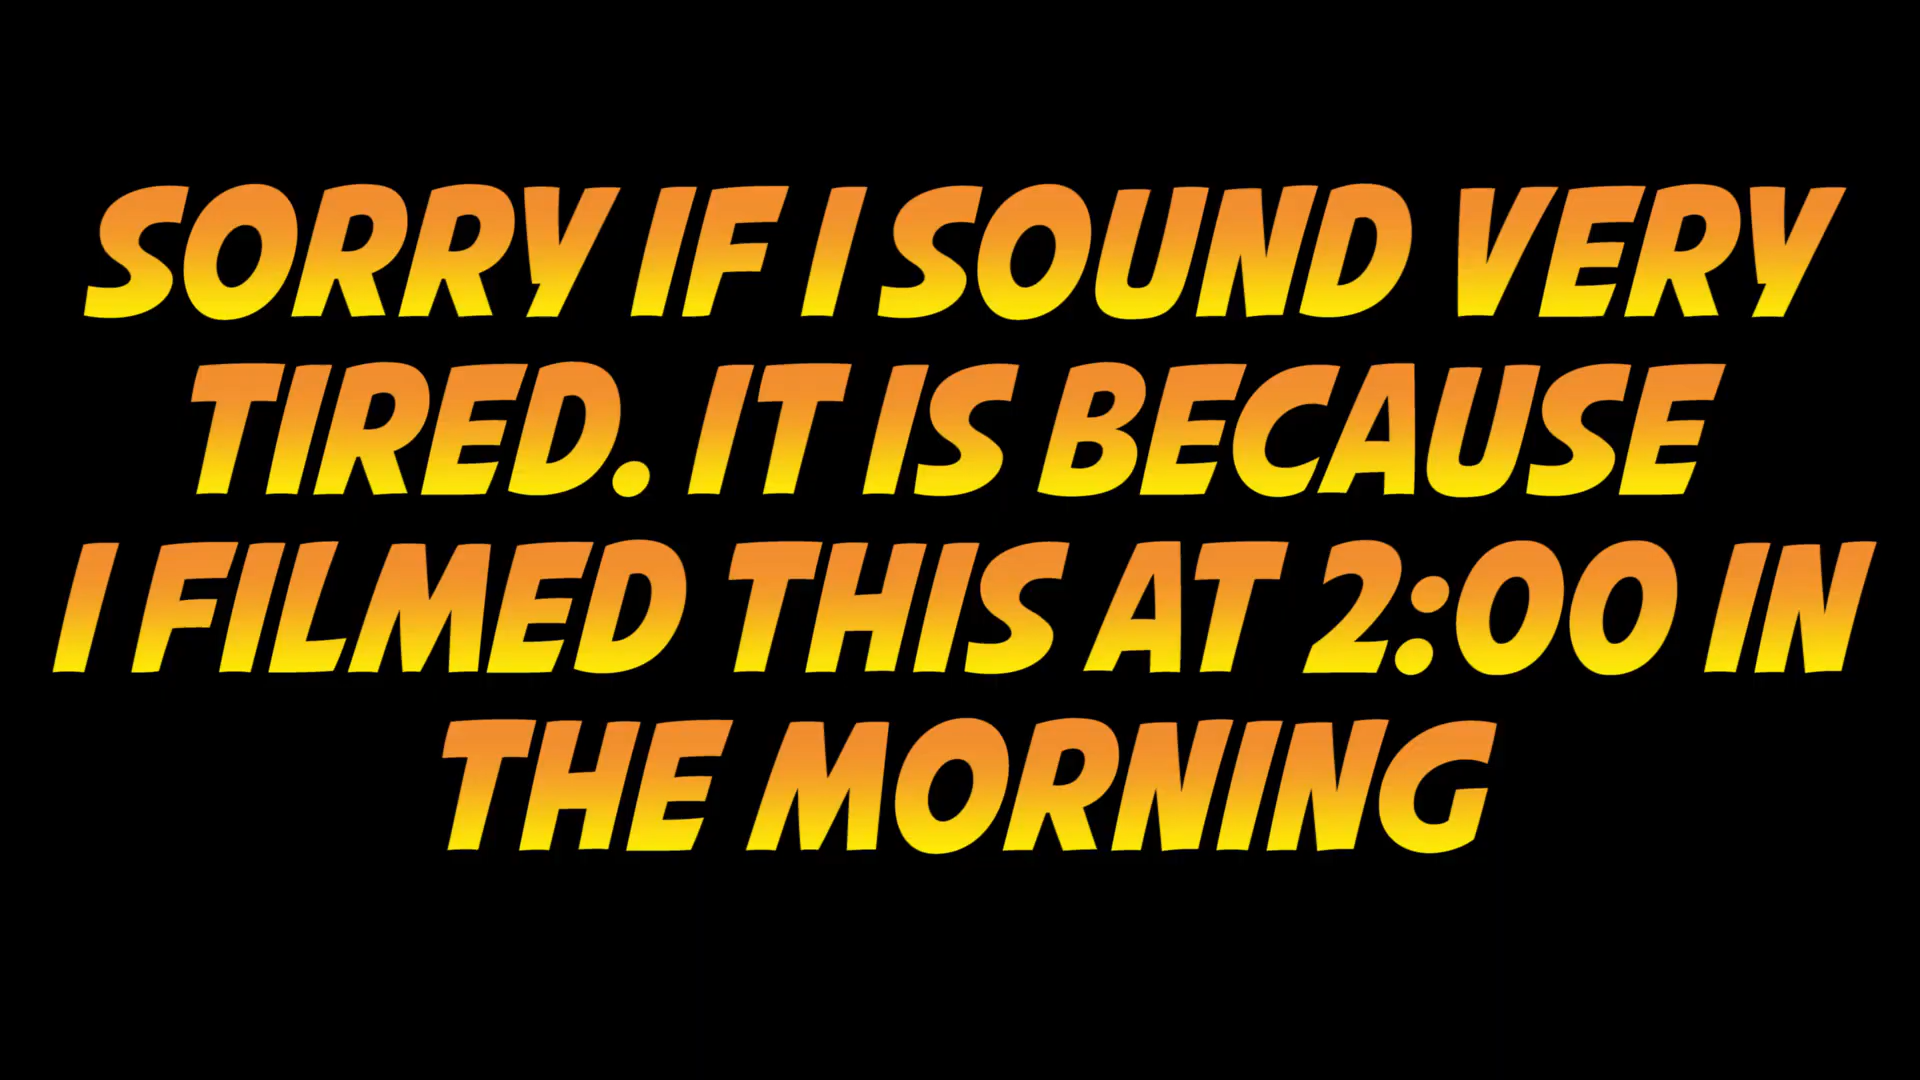 SORRY IF I SOUND VERY
TIRED. IT IS BECAUSE
I FILMED THIS AT 2:00 IN
THE MORNING